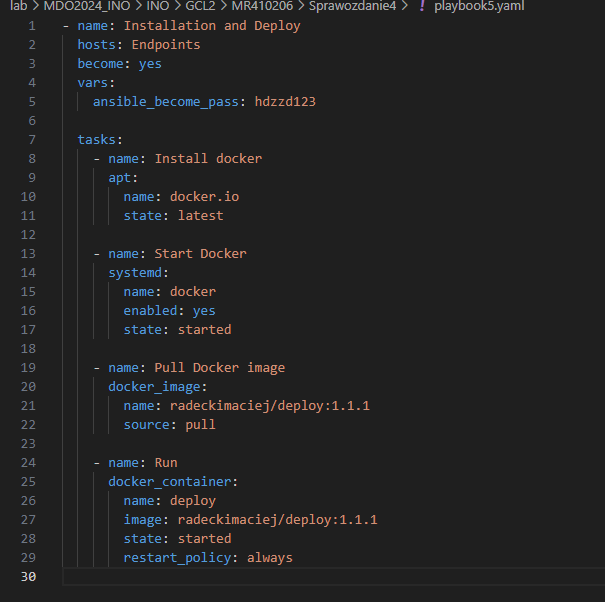 lab > MDO2024_INO > INO > GCL2 > MR410206 > Sprawozdanie4 > ! playbook5.yaml
1 - name: Installation and Deploy
2   hosts: Endpoints
3   become: yes
4   vars:
5     ansible_become_pass: hdzzd123
6
7   tasks:
8     - name: Install docker
9       apt:
10         name: docker.io
11         state: latest
12
13     - name: Start Docker
14       systemd:
15         name: docker
16         enabled: yes
17         state: started
18
19     - name: Pull Docker image
20       docker_image:
21         name: radeckimaciej/deploy:1.1.1
22         source: pull
23
24     - name: Run
25       docker_container:
26         name: deploy
27         image: radeckimaciej/deploy:1.1.1
28         state: started
29         restart_policy: always
30